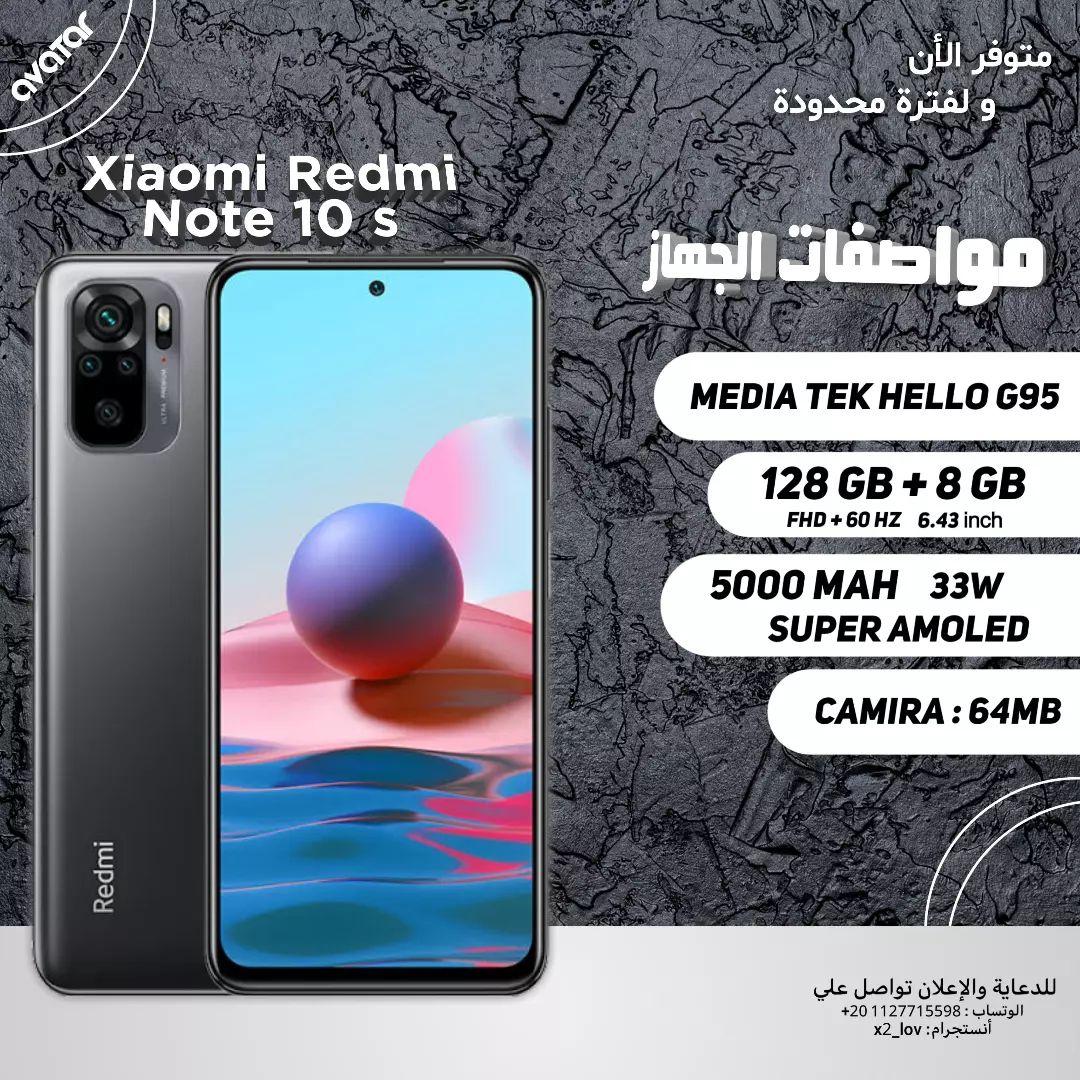 avatar
متوفر الأن
و لفترة محدودة
Xiaomi Redmi
Note 10 s
مواصفات الجهاز
MEDIA TEK HELLO G95
128 GB + 8 GB
FHD + 60 HZ 6.43 inch
5000 MAH 33W
SUPER AMOLED
CAMIRA : 64MB
ULTRA PREMIUM
Redmi
للدعاية والإعلان تواصل علي
الوتساب : 1127715598 20+
أنستجرام: x2_lov